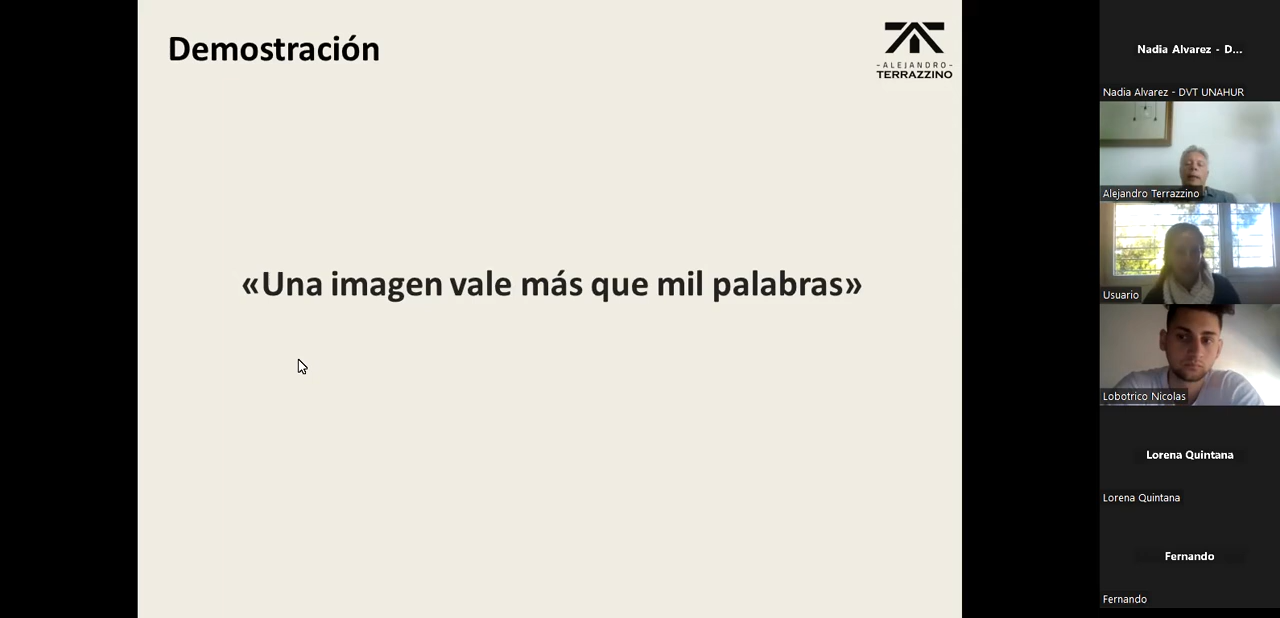 Demostración
-ALEJANDRO-
TERRAZZINO
«Una imagen vale más que mil palabras»
Nadia Alvarez - D...
Nadia Alvarez - DVT UNAHUR
Alejandro Terrazzino
Usuario
Lobotrico Nicolas
Lorena Quintana
Lorena Quintana
Fernando
Fernando